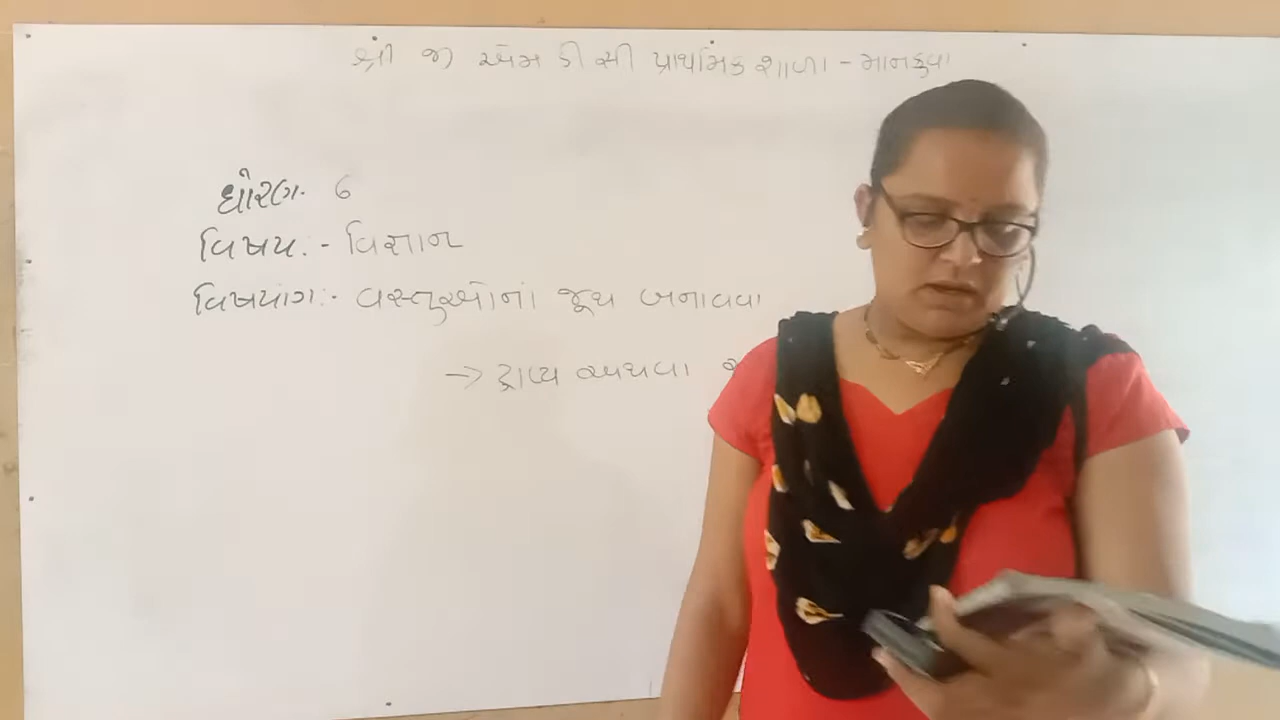 શ્રી જી એમ ડી સી પ્રાથમિક શાળા - માનકુવા
ધોરણ. 6
વિષય. - વિજ્ઞાન
વિષયાંગ :- વસ્તુઓનાં જૂથ બનાવવા
→ દ્રાવ્ય અથવા